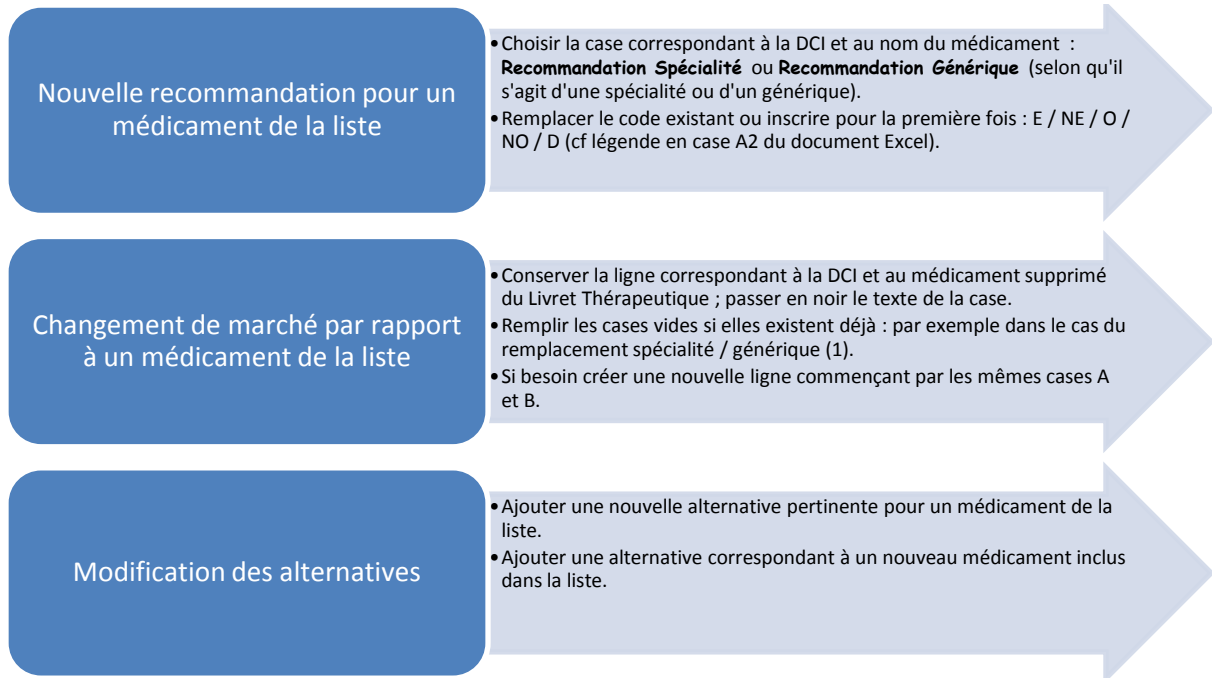 Nouvelle recommandation pour un
médicament de la liste
•Choisir la case correspondant à la DCI et au nom du médicament :
Recommandation Spécialité ou Recommandation Générique (selon qu'il
s'agit d'une spécialité ou d'un générique).
•Remplacer le code existant ou inscrire pour la première fois : E / NE / O /
NO / D (cf légende en case A2 du document Excel).
Changement de marché par rapport
à un médicament de la liste
•Conserver la ligne correspondant à la DCI et au médicament supprimé
du Livret Thérapeutique ; passer en noir le texte de la case.
•Remplir les cases vides si elles existent déjà : par exemple dans le cas du
remplacement spécialité / générique (1).
•Si besoin créer une nouvelle ligne commençant par les mêmes cases A
et B.
Modification des alternatives
•Ajouter une nouvelle alternative pertinente pour un médicament de la
liste.
•Ajouter une alternative correspondant à un nouveau médicament inclus
dans la liste.